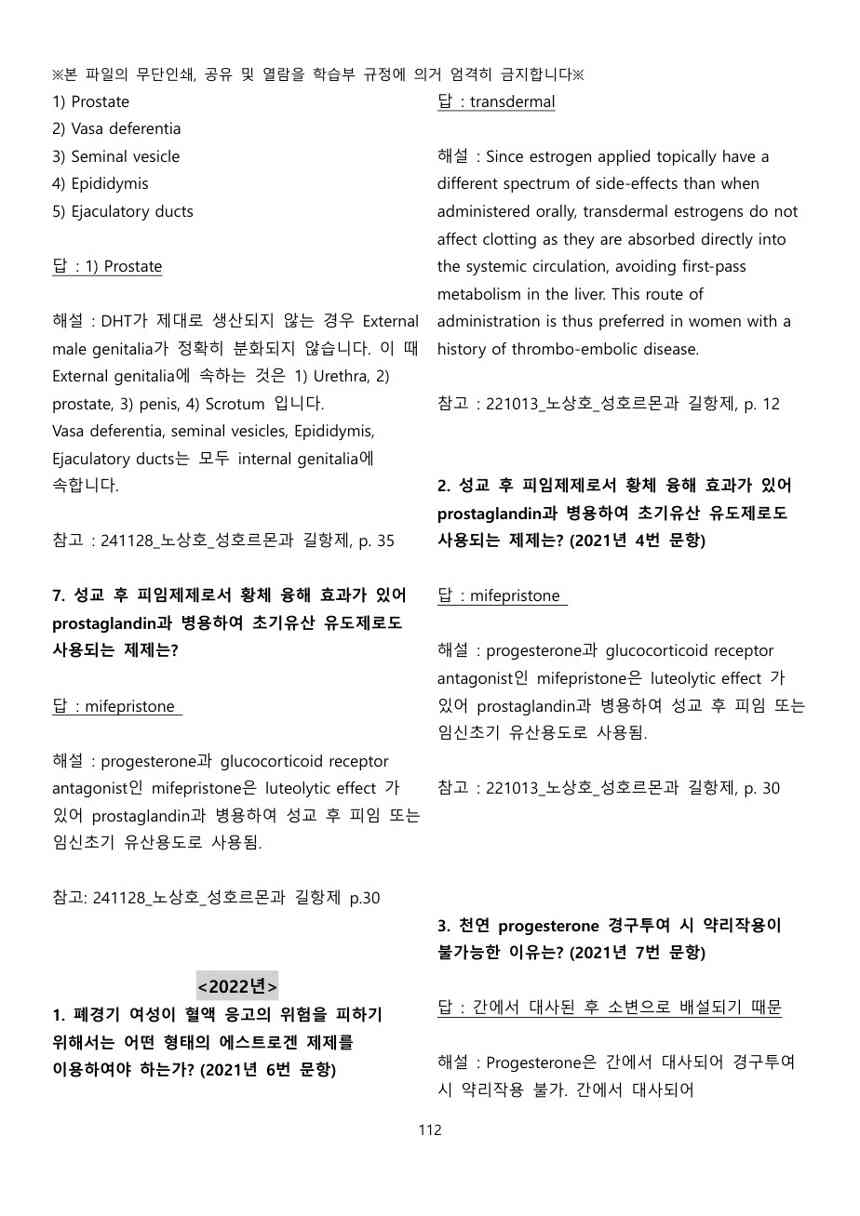 ※본 파일의 무단인쇄, 공유 및 열람을 학습부 규정에 의거 엄격히 금지합니다※
1) Prostate
2) Vasa deferentia
3) Seminal vesicle
4) Epididymis
5) Ejaculatory ducts
답 : 1) Prostate
해설 : DHT가 제대로 생산되지 않는 경우 External
male genitalia가 정확히 분화되지 않습니다. 이 때
External genitalia에 속하는 것은 1) Urethra, 2)
prostate, 3) penis, 4) Scrotum 입니다.
Vasa deferentia, seminal vesicles, Epididymis,
Ejaculatory ducts는 모두 internal genitalia에
속합니다.
참고 : 241128_노상호_성호르몬과 길항제, p. 35
7. 성교 후 피임제제로서 황체 융해 효과가 있어
prostaglandin과 병용하여 초기유산 유도제로도
사용되는 제제는?
답 : mifepristone
해설 : progesterone과 glucocorticoid receptor
antagonist인 mifepristone은 luteolytic effect 가
있어 prostaglandin과 병용하여 성교 후 피임 또는
임신초기 유산용도로 사용됨.
참고: 241128_노상호_성호르몬과 길항제 p.30
<2022년>
1. 폐경기 여성이 혈액 응고의 위험을 피하기
위해서는 어떤 형태의 에스트로겐 제제를
이용하여야 하는가? (2021년 6번 문항)
답 : transdermal
해설 : Since estrogen applied topically have a
different spectrum of side-effects than when
administered orally, transdermal estrogens do not
affect clotting as they are absorbed directly into
the systemic circulation, avoiding first-pass
metabolism in the liver. This route of
administration is thus preferred in women with a
history of thrombo-embolic disease.
참고 : 221013_노상호_성호르몬과 길항제, p. 12
2. 성교 후 피임제제로서 황체 융해 효과가 있어
prostaglandin과 병용하여 초기유산 유도제로도
사용되는 제제는? (2021년 4번 문항)
답 : mifepristone
해설 : progesterone과 glucocorticoid receptor
antagonist인 mifepristone은 luteolytic effect 가
있어 prostaglandin과 병용하여 성교 후 피임 또는
임신초기 유산용도로 사용됨.
참고 : 221013_노상호_성호르몬과 길항제, p. 30
3. 천연 progesterone 경구투여 시 약리작용이
불가능한 이유는? (2021년 7번 문항)
답 : 간에서 대사된 후 소변으로 배설되기 때문
해설 : Progesterone은 간에서 대사되어 경구투여
시 약리작용 불가. 간에서 대사되어
112